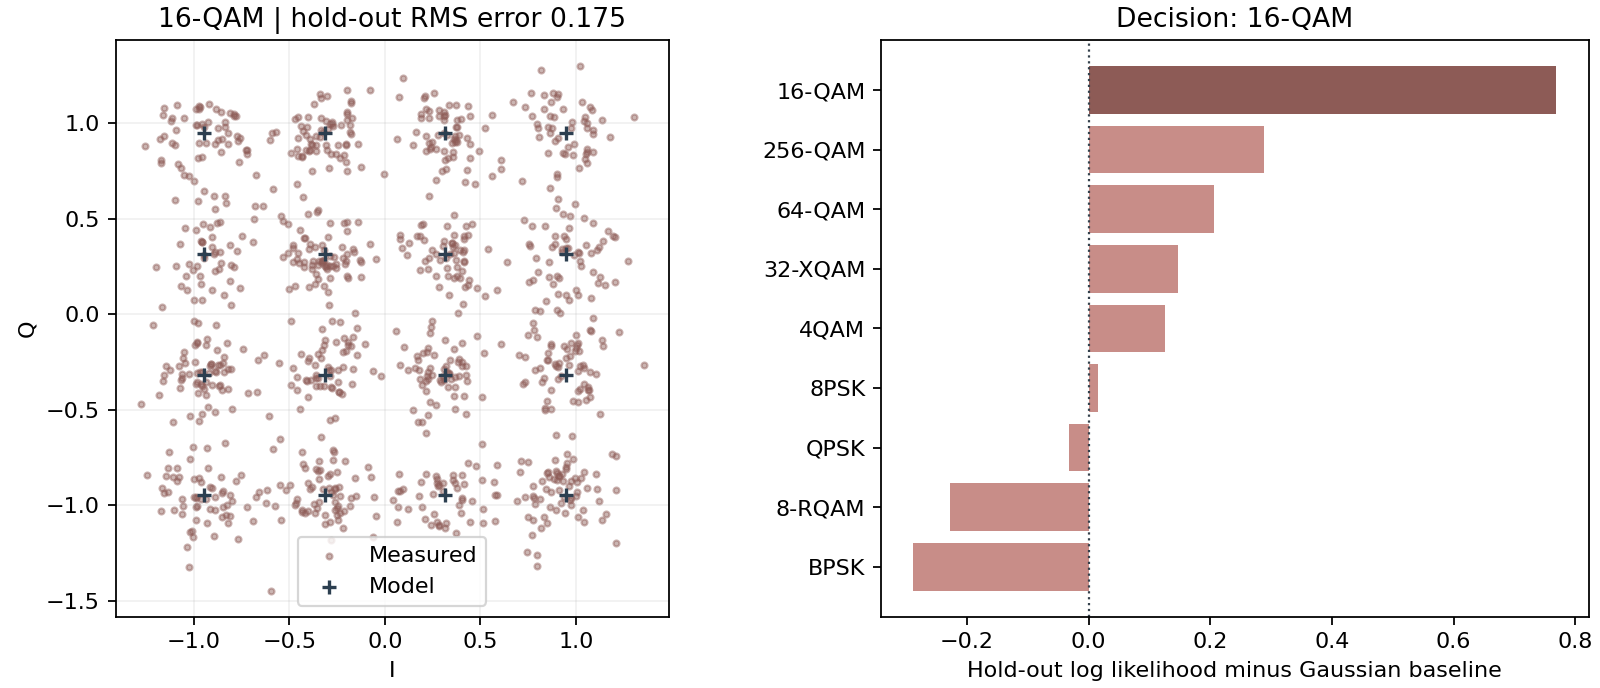 16-QAM | hold-out RMS error 0.175
1.0
0.5
0.0
−0.5
−1.0
−1.5
Q
Measured
Model
−1.0
−0.5
0.0
0.5
1.0
I
Decision: 16-QAM
16-QAM
256-QAM
64-QAM
32-XQAM
4QAM
8PSK
QPSK
8-RQAM
BPSK
−0.2
0.0
0.2
0.4
0.6
0.8
Hold-out log likelihood minus Gaussian baseline